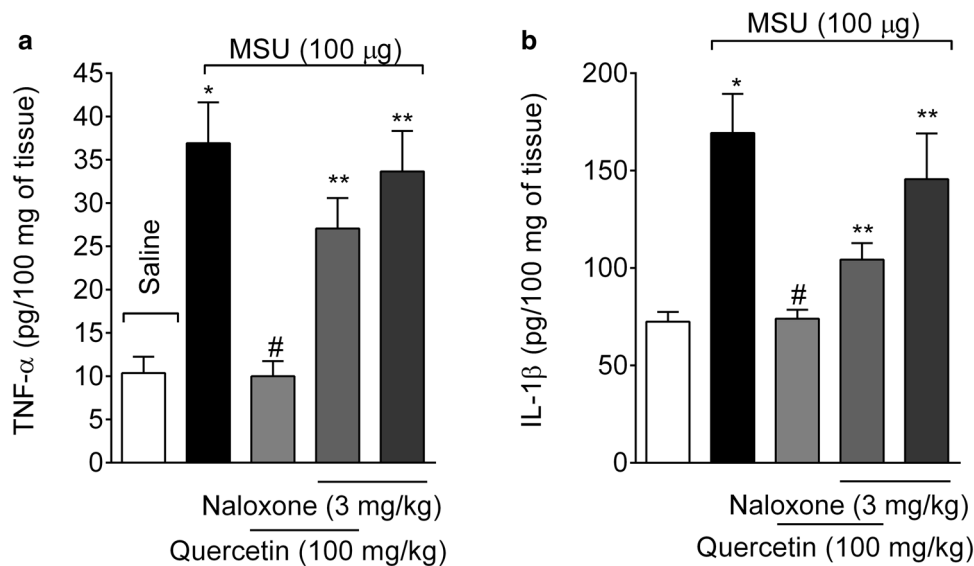 a
MSU (100 µg)
TNF-α (pg/100 mg of tissue)
45
40
35
30
25
20
15
10
5
0
Saline
*
#
**
**
Naloxone (3 mg/kg)
Quercetin (100 mg/kg)
b
MSU (100 µg)
IL-1β (pg/100 mg of tissue)
200
150
100
50
0
*
#
**
**
Naloxone (3 mg/kg)
Quercetin (100 mg/kg)